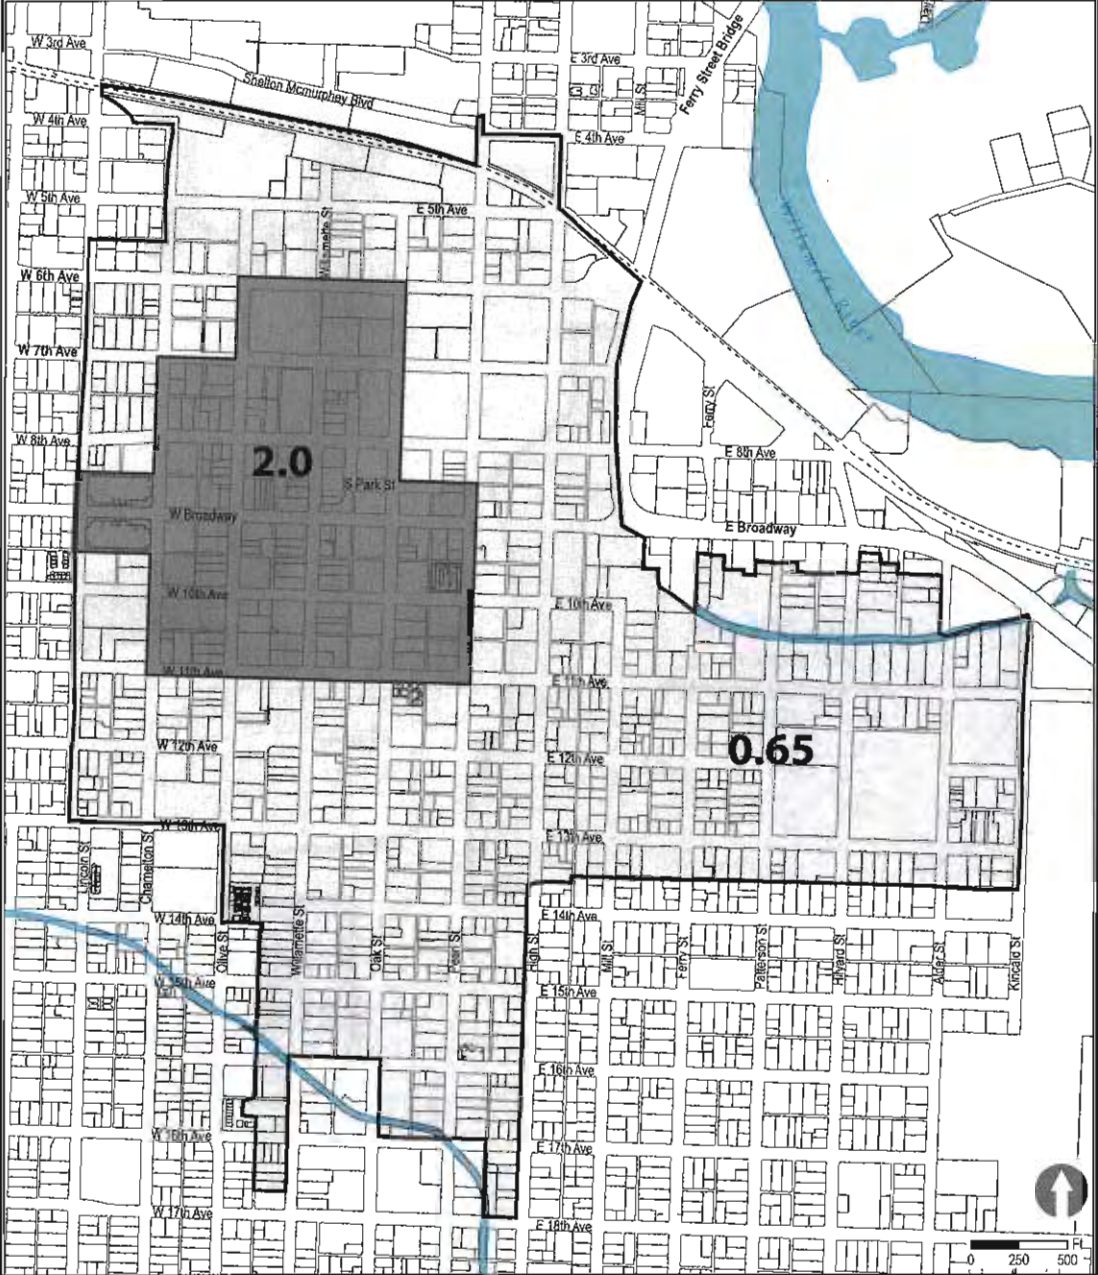 W 3rd Ave
E 3rd Ave
Mill St
Ferry Street Bridge
Shelton Mcmurphey Blvd
W 4th Ave
E 4th Ave
W 5th Ave
E 5th Ave
Willamette River
W 6th Ave
W 7th Ave
Ferry St
W 8th Ave
E 8th Ave
2.0
S Park St
W Broadway
E Broadway
W 10th Ave
E 10th Ave
W 11th Ave
E 11th Ave
W 12th Ave
E 12th Ave
0.65
W 13th Ave
E 13th Ave
Lincoln St
Charnelton St
W 14th Ave
E 14th Ave
Olive St
Willamette St
Oak St
Pearl St
High St
Mill St
Ferry St
Patterson St
Hilyard St
Alder St
Kincaid St
W 15th Ave
E 15th Ave
E 16th Ave
W 16th Ave
E 17th Ave
W 17th Ave
E 18th Ave
Ft
0 250 500